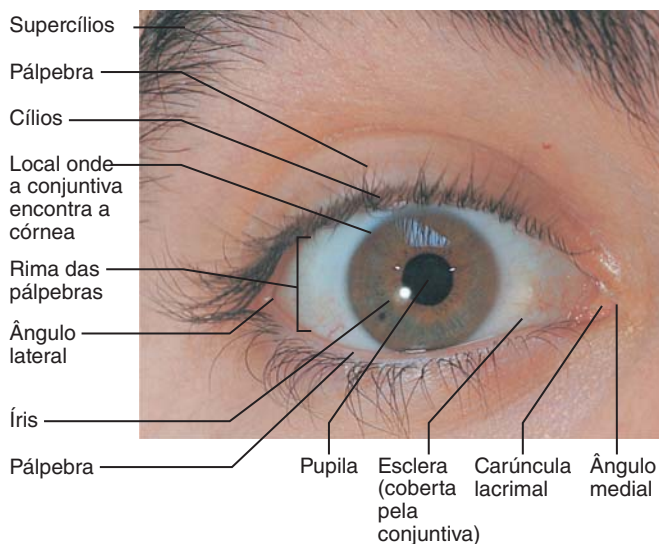 Supercílios
Pálpebra
Cílios
Local onde
a conjuntiva
encontra a
córnea
Rima das
pálpebras
Ângulo
lateral
Íris
Pálpebra
Pupila
Esclera
(coberta
pela
conjuntiva)
Carúncula
lacrimal
Ângulo
medial